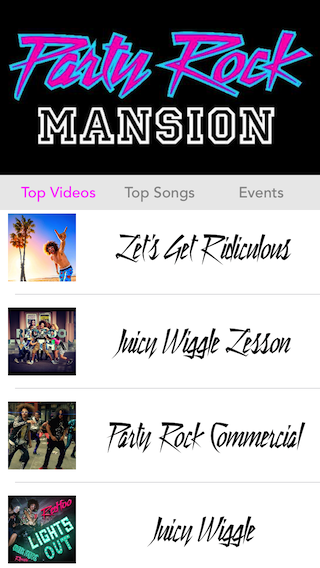 Party Rock
MANSION
Top Videos Top Songs Events
Let's Get Ridiculous
Juicy Wiggle Lesson
Party Rock Commercial
RedFoo
LIGHTS
OUT
Juicy Wiggle